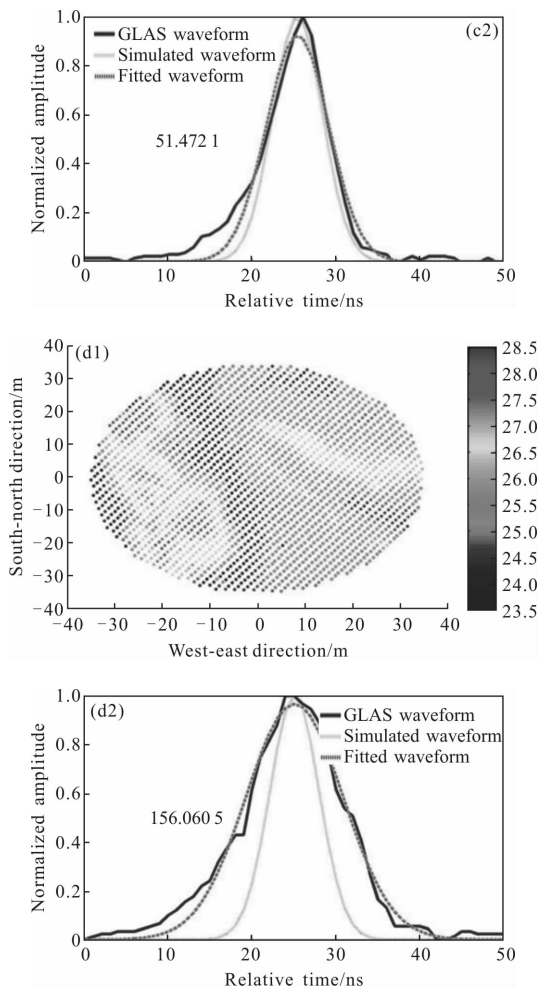 (c2)
GLAS waveform
Simulated waveform
Fitted waveform
51.472 1
Normalized amplitude
1.0
0.8
0.6
0.4
0.2
0
0 10 20 30 40 50
Relative time/ns
(d1)
South-north direction/m
40
30
20
10
0
−10
−20
−30
−40
−40 −30 −20 −10 0 10 20 30 40
West-east direction/m
28.5
28.0
27.5
27.0
26.5
26.0
25.5
25.0
24.5
24.0
23.5
(d2)
GLAS waveform
Simulated waveform
Fitted waveform
156.060 5
Normalized amplitude
1.0
0.8
0.6
0.4
0.2
0
0 10 20 30 40 50
Relative time/ns